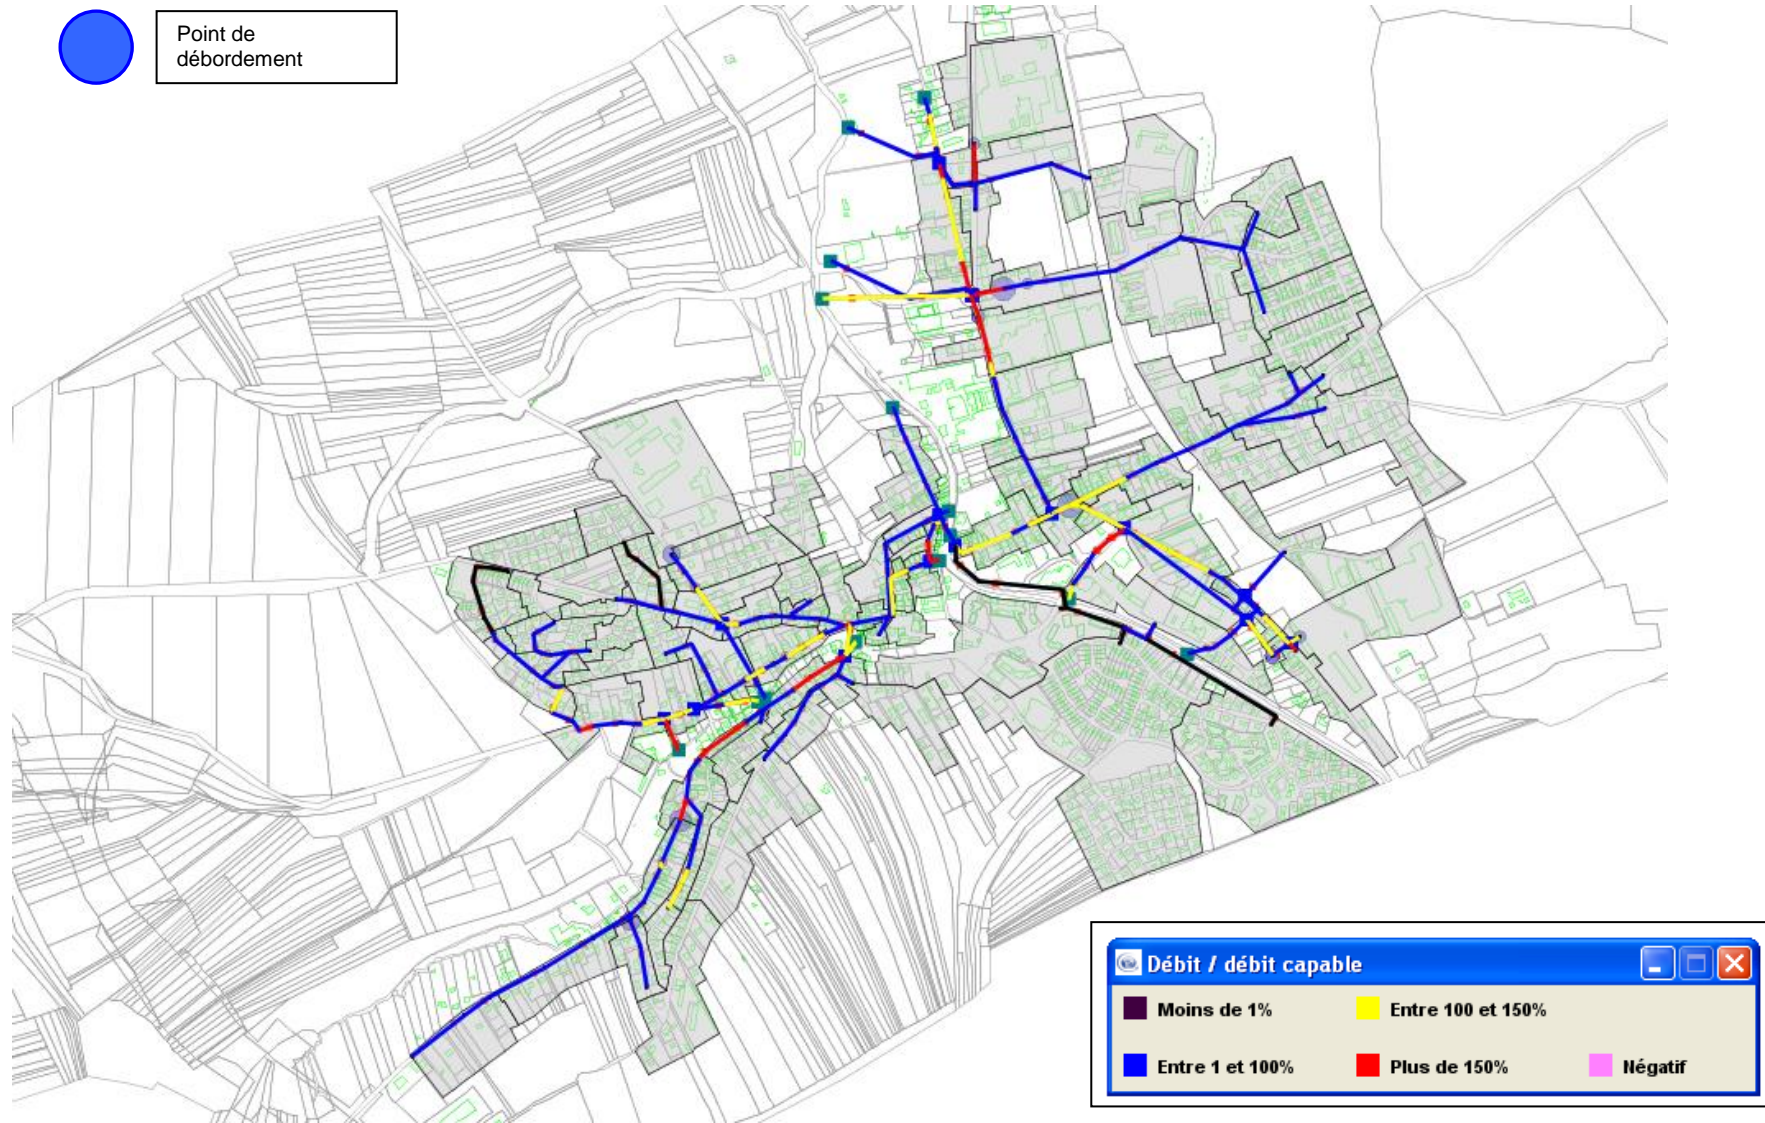 Point de
débordement
Débit / débit capable
Moins de 1%
Entre 100 et 150%
Entre 1 et 100%
Plus de 150%
Négatif